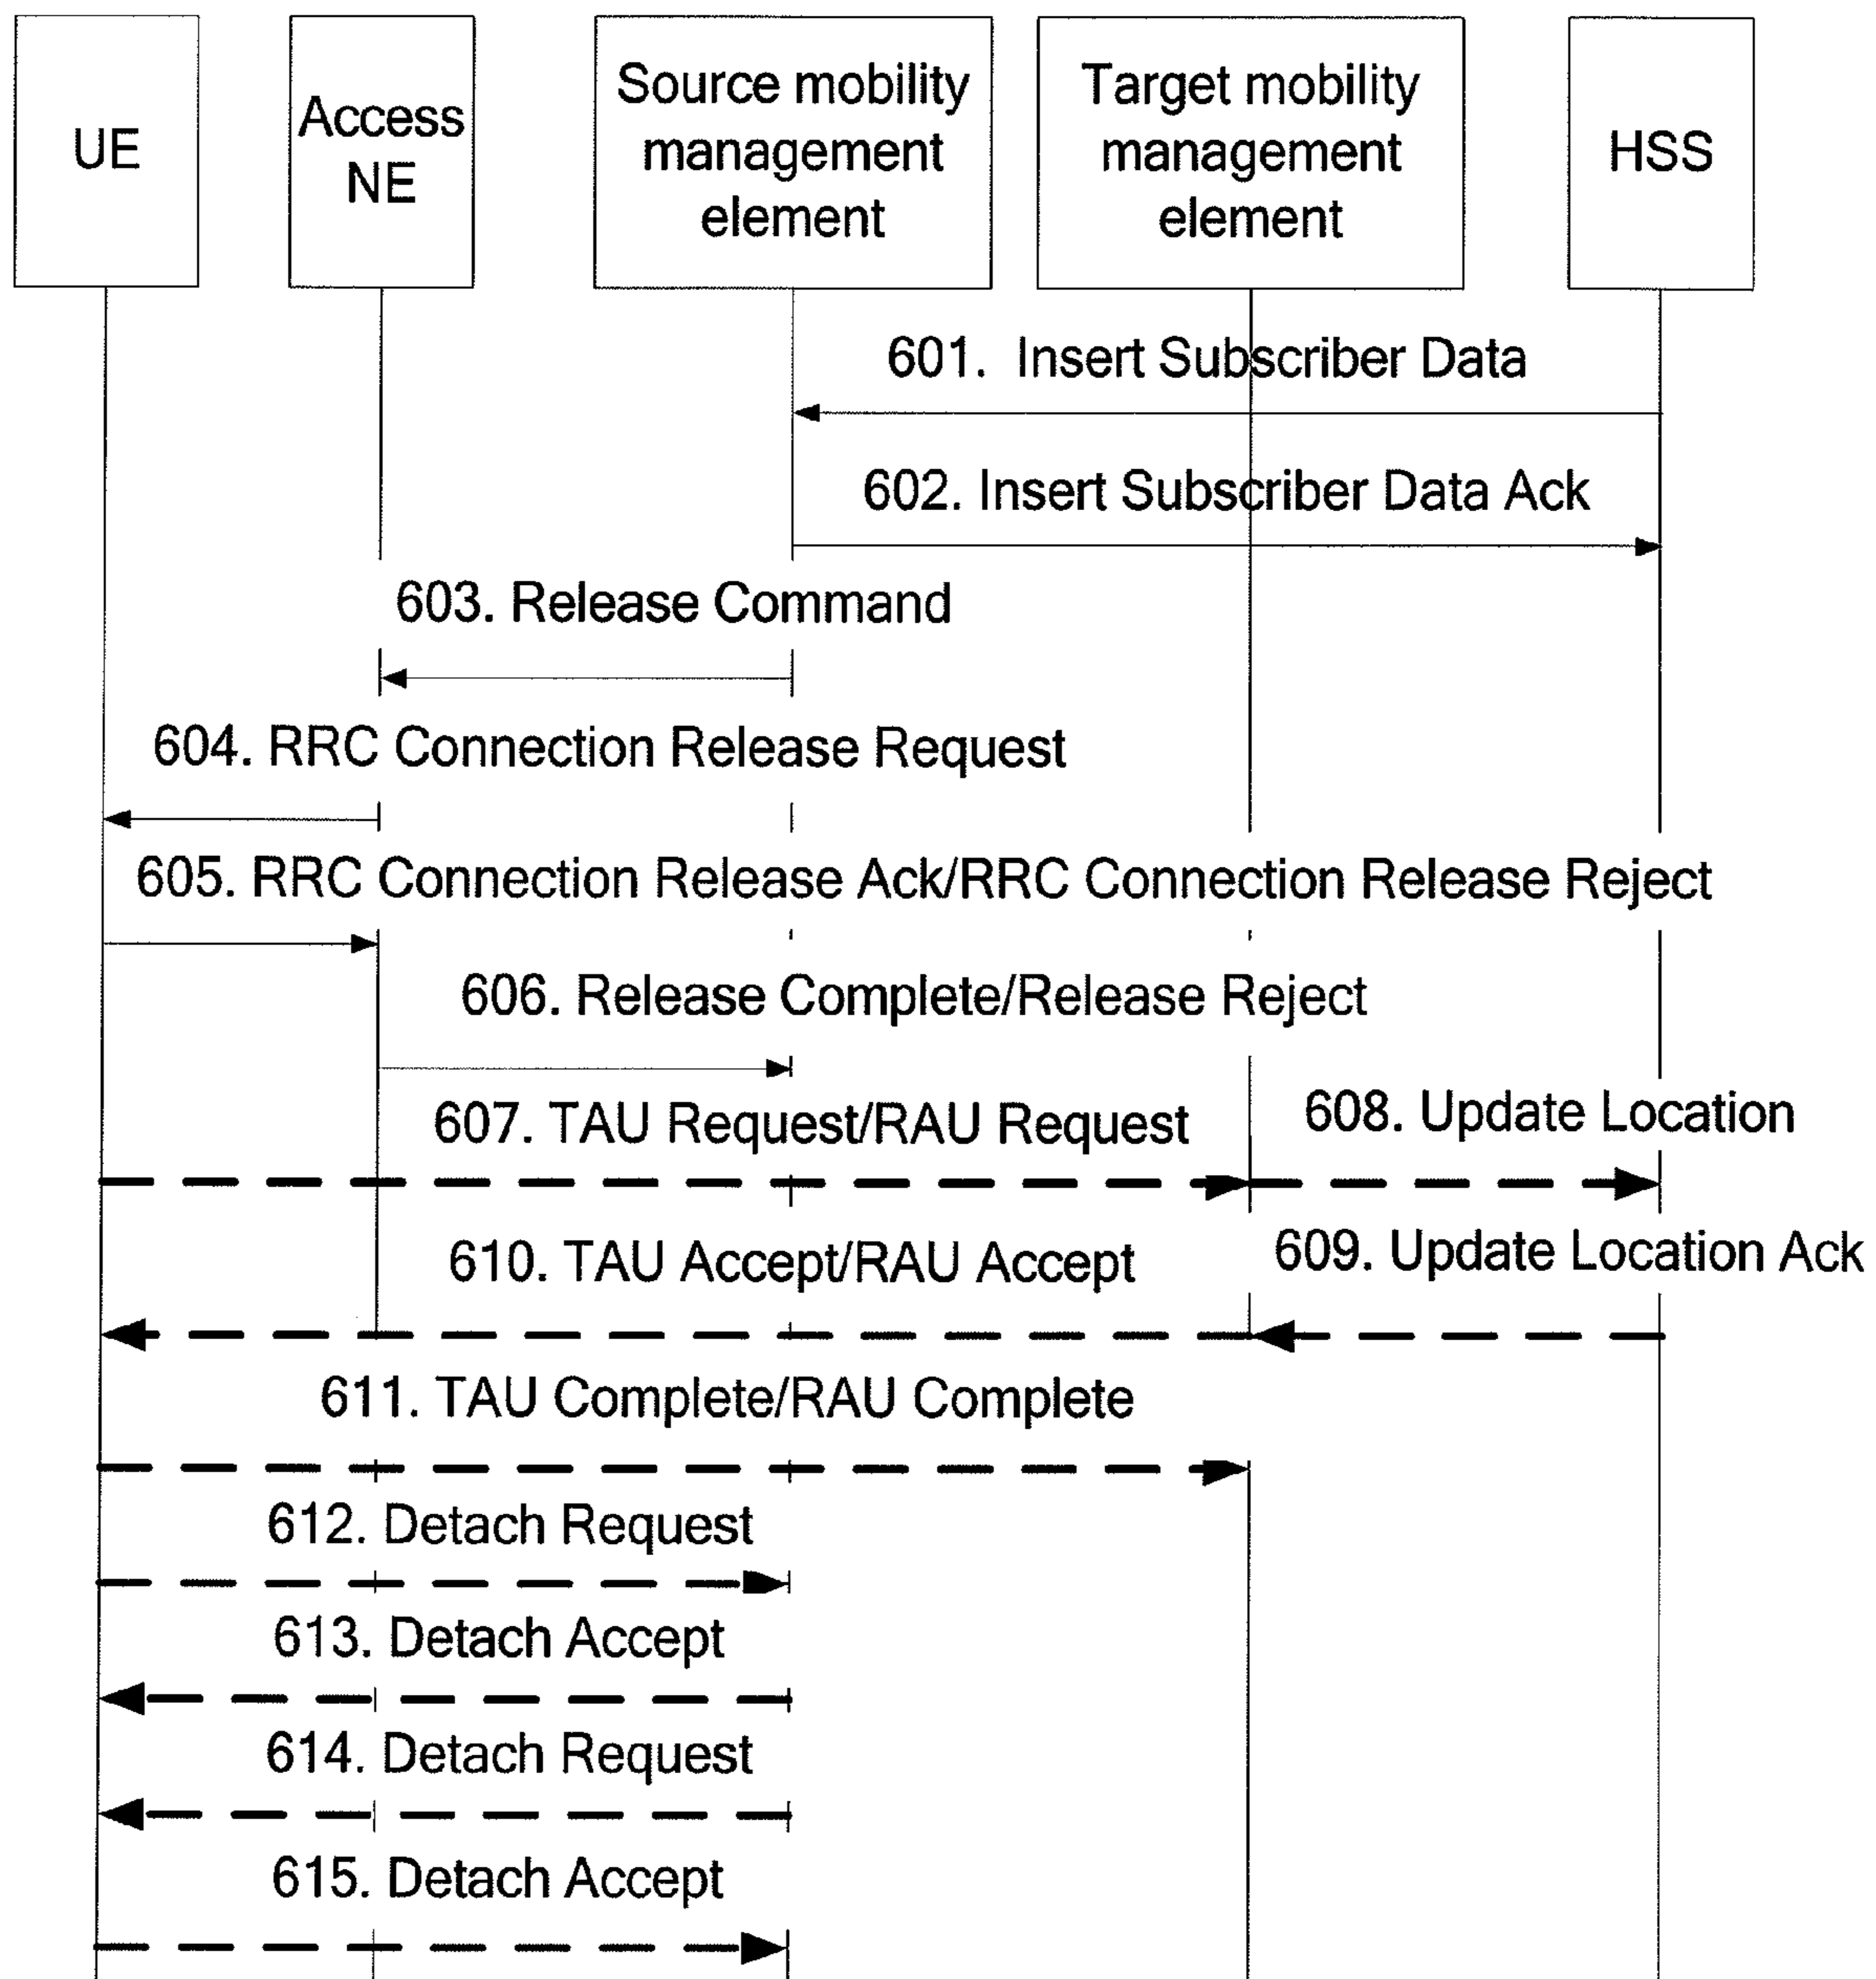 UE
Access
NE
Source mobility
management
element
Target mobility
management
element
HSS
601. Insert Subscriber Data
602. Insert Subscriber Data Ack
603. Release Command
604. RRC Connection Release Request
605. RRC Connection Release Ack/RRC Connection Release Reject
606. Release Complete/Release Reject
607. TAU Request/RAU Request
608. Update Location
610. TAU Accept/RAU Accept
609. Update Location Ack
611. TAU Complete/RAU Complete
612. Detach Request
613. Detach Accept
614. Detach Request
615. Detach Accept